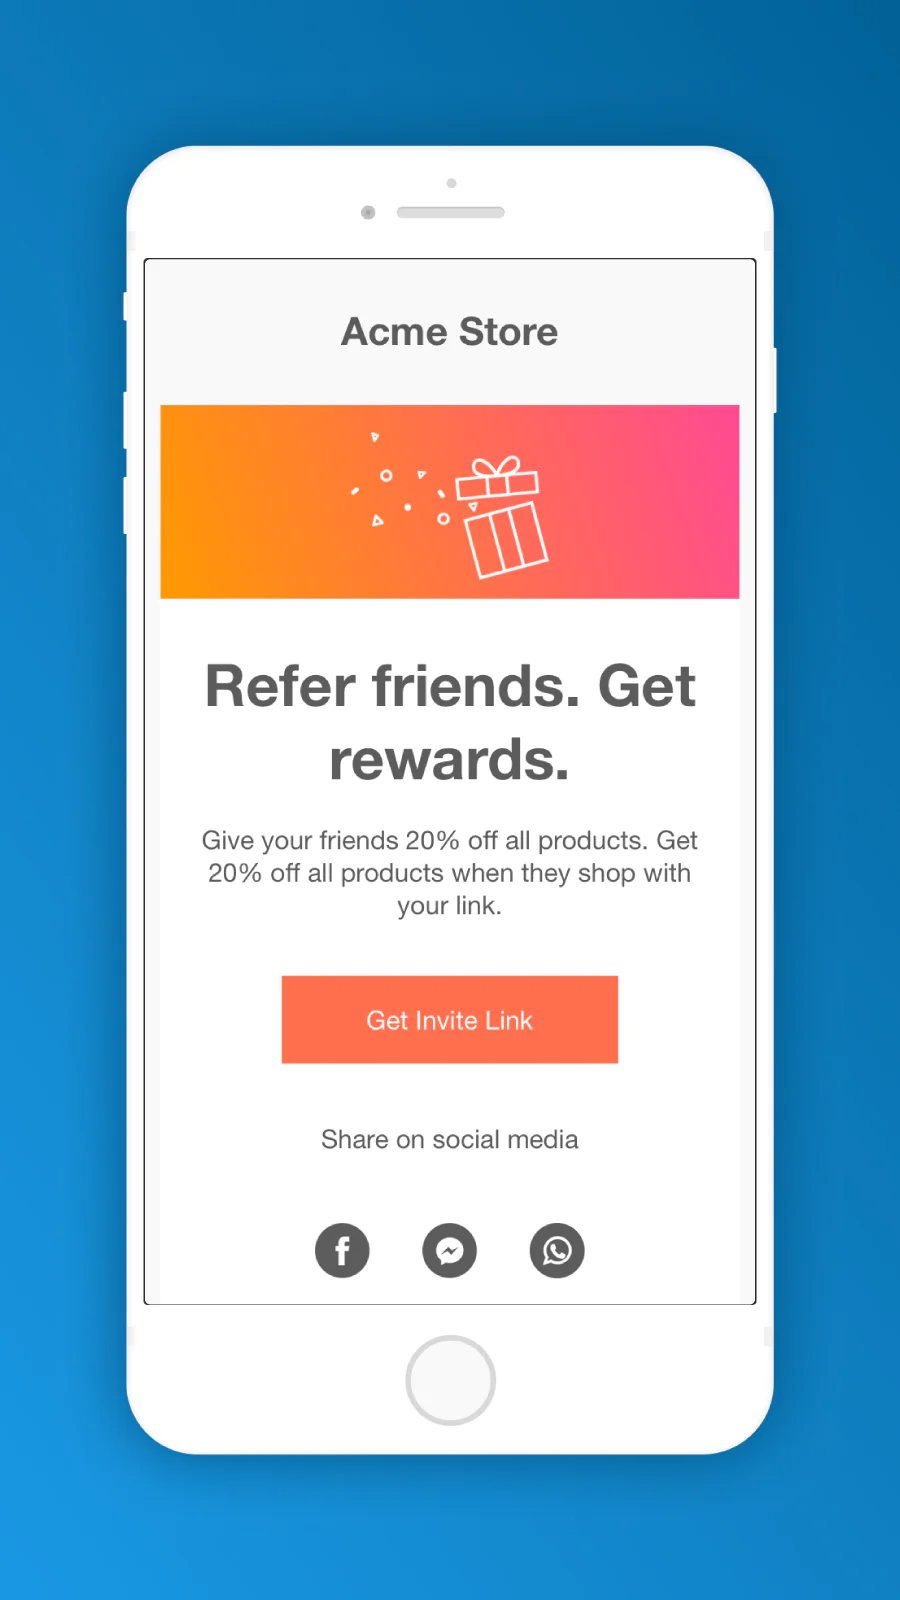 Acme Store
Refer friends. Get
rewards.
Give your friends 20% off all products. Get
20% off all products when they shop with
your link.
Get Invite Link
Share on social media